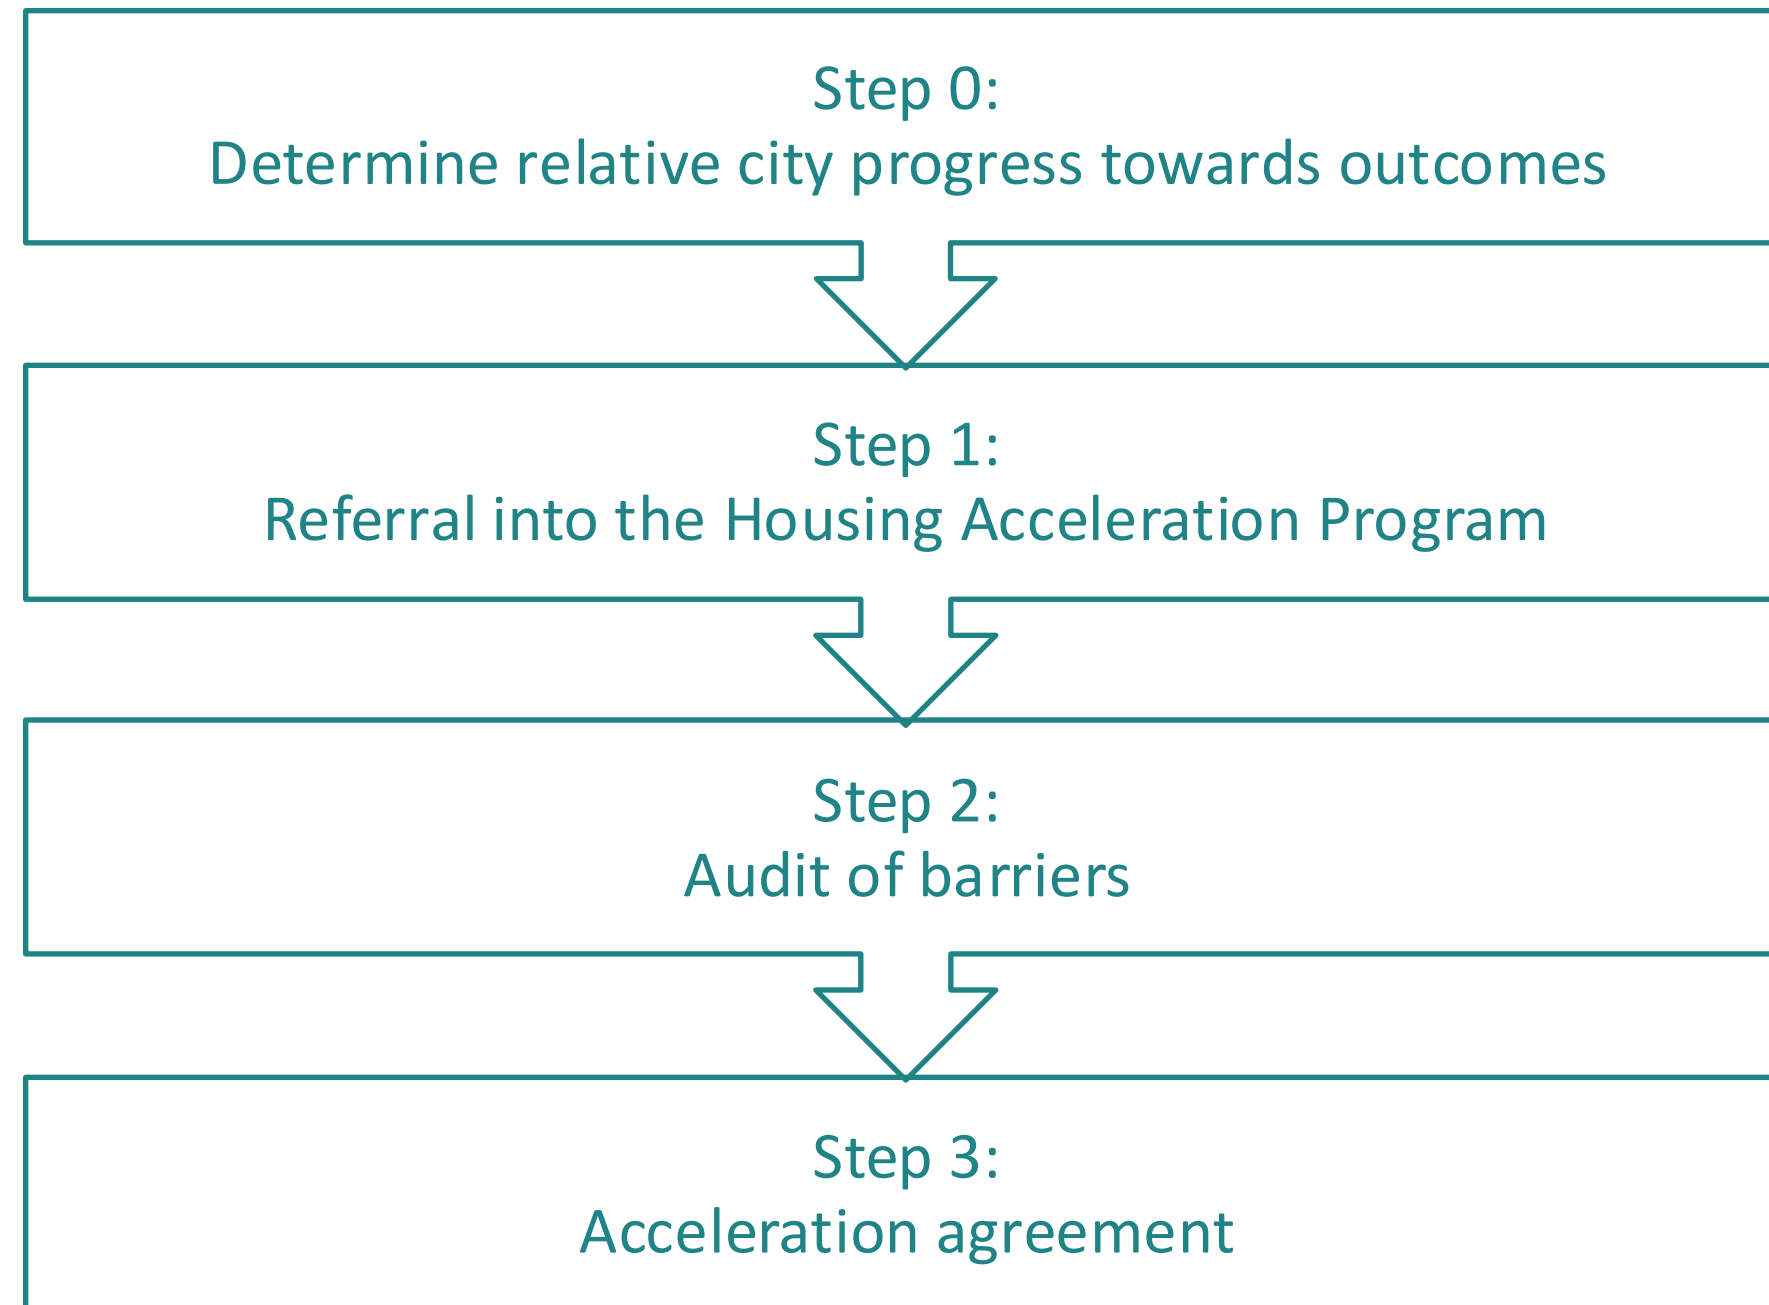 Step 0:
Determine relative city progress towards outcomes
Step 1:
Referral into the Housing Acceleration Program
Step 2:
Audit of barriers
Step 3:
Acceleration agreement